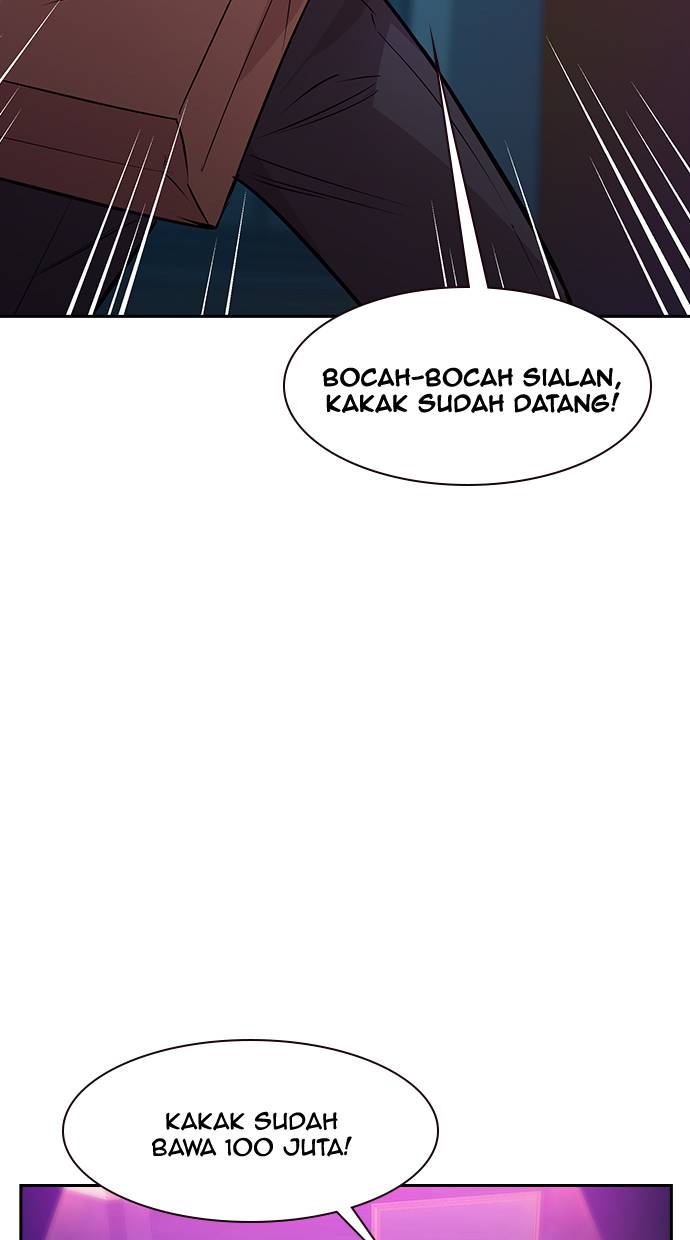 BOCAH-BOCAH SIALAN,
KAKAK SUDAH DATANG!
KAKAK SUDAH
BAWA 100 JUTA!